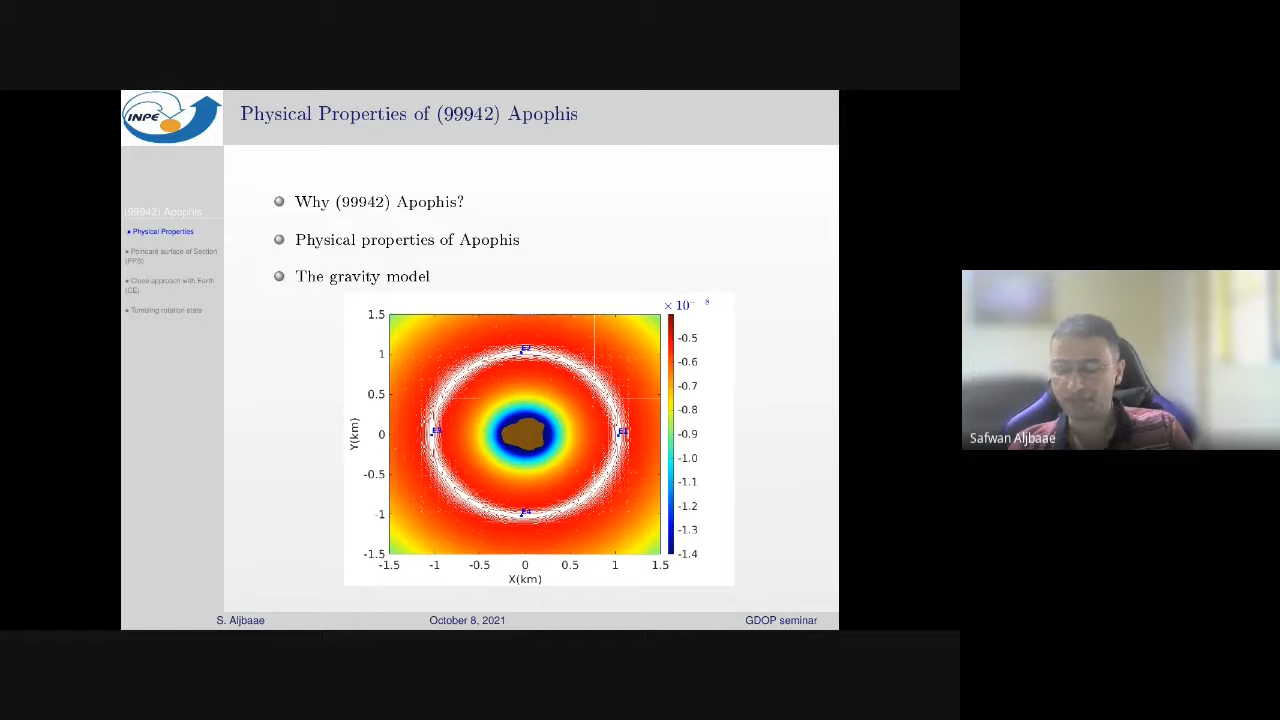 INPE
Physical Properties of (99942) Apophis
(99942) Apophis
• Physical Properties
• Poincaré surface of Section
(PPS)
• Close approach with Earth
(CE)
• Tumbling rotation state
Why (99942) Apophis?
Physical properties of Apophis
The gravity model
× 10⁻⁸
1.5
1
0.5
0
-0.5
-1
-1.5
Y(km)
E2
E3
E1
E4
-1.5
-1
-0.5
0
0.5
1
1.5
X(km)
-0.5
-0.6
-0.7
-0.8
-0.9
-1.0
-1.1
-1.2
-1.3
-1.4
S. Aljbaae
October 8, 2021
GDOP seminar
Safwan Aljbaae